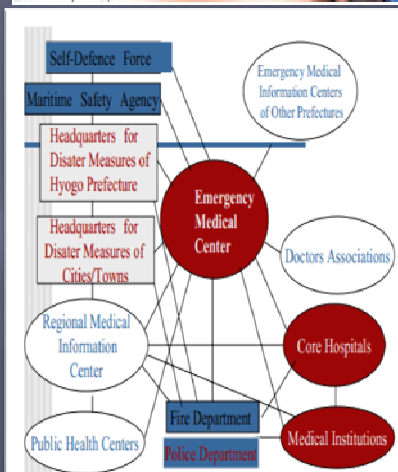 Self-Defence Force
Maritime Safety Agency
Headquarters for
Disater Measures of
Hyogo Prefecture
Headquarters for
Disater Measures of
Cities/Towns
Regional Medical
Information
Center
Public Health Centers
Emergency Medical
Information Centers
of Other Prefectures
Emergency
Medical
Center
Doctors Associations
Core Hospitals
Medical Institutions
Fire Department
Police Department